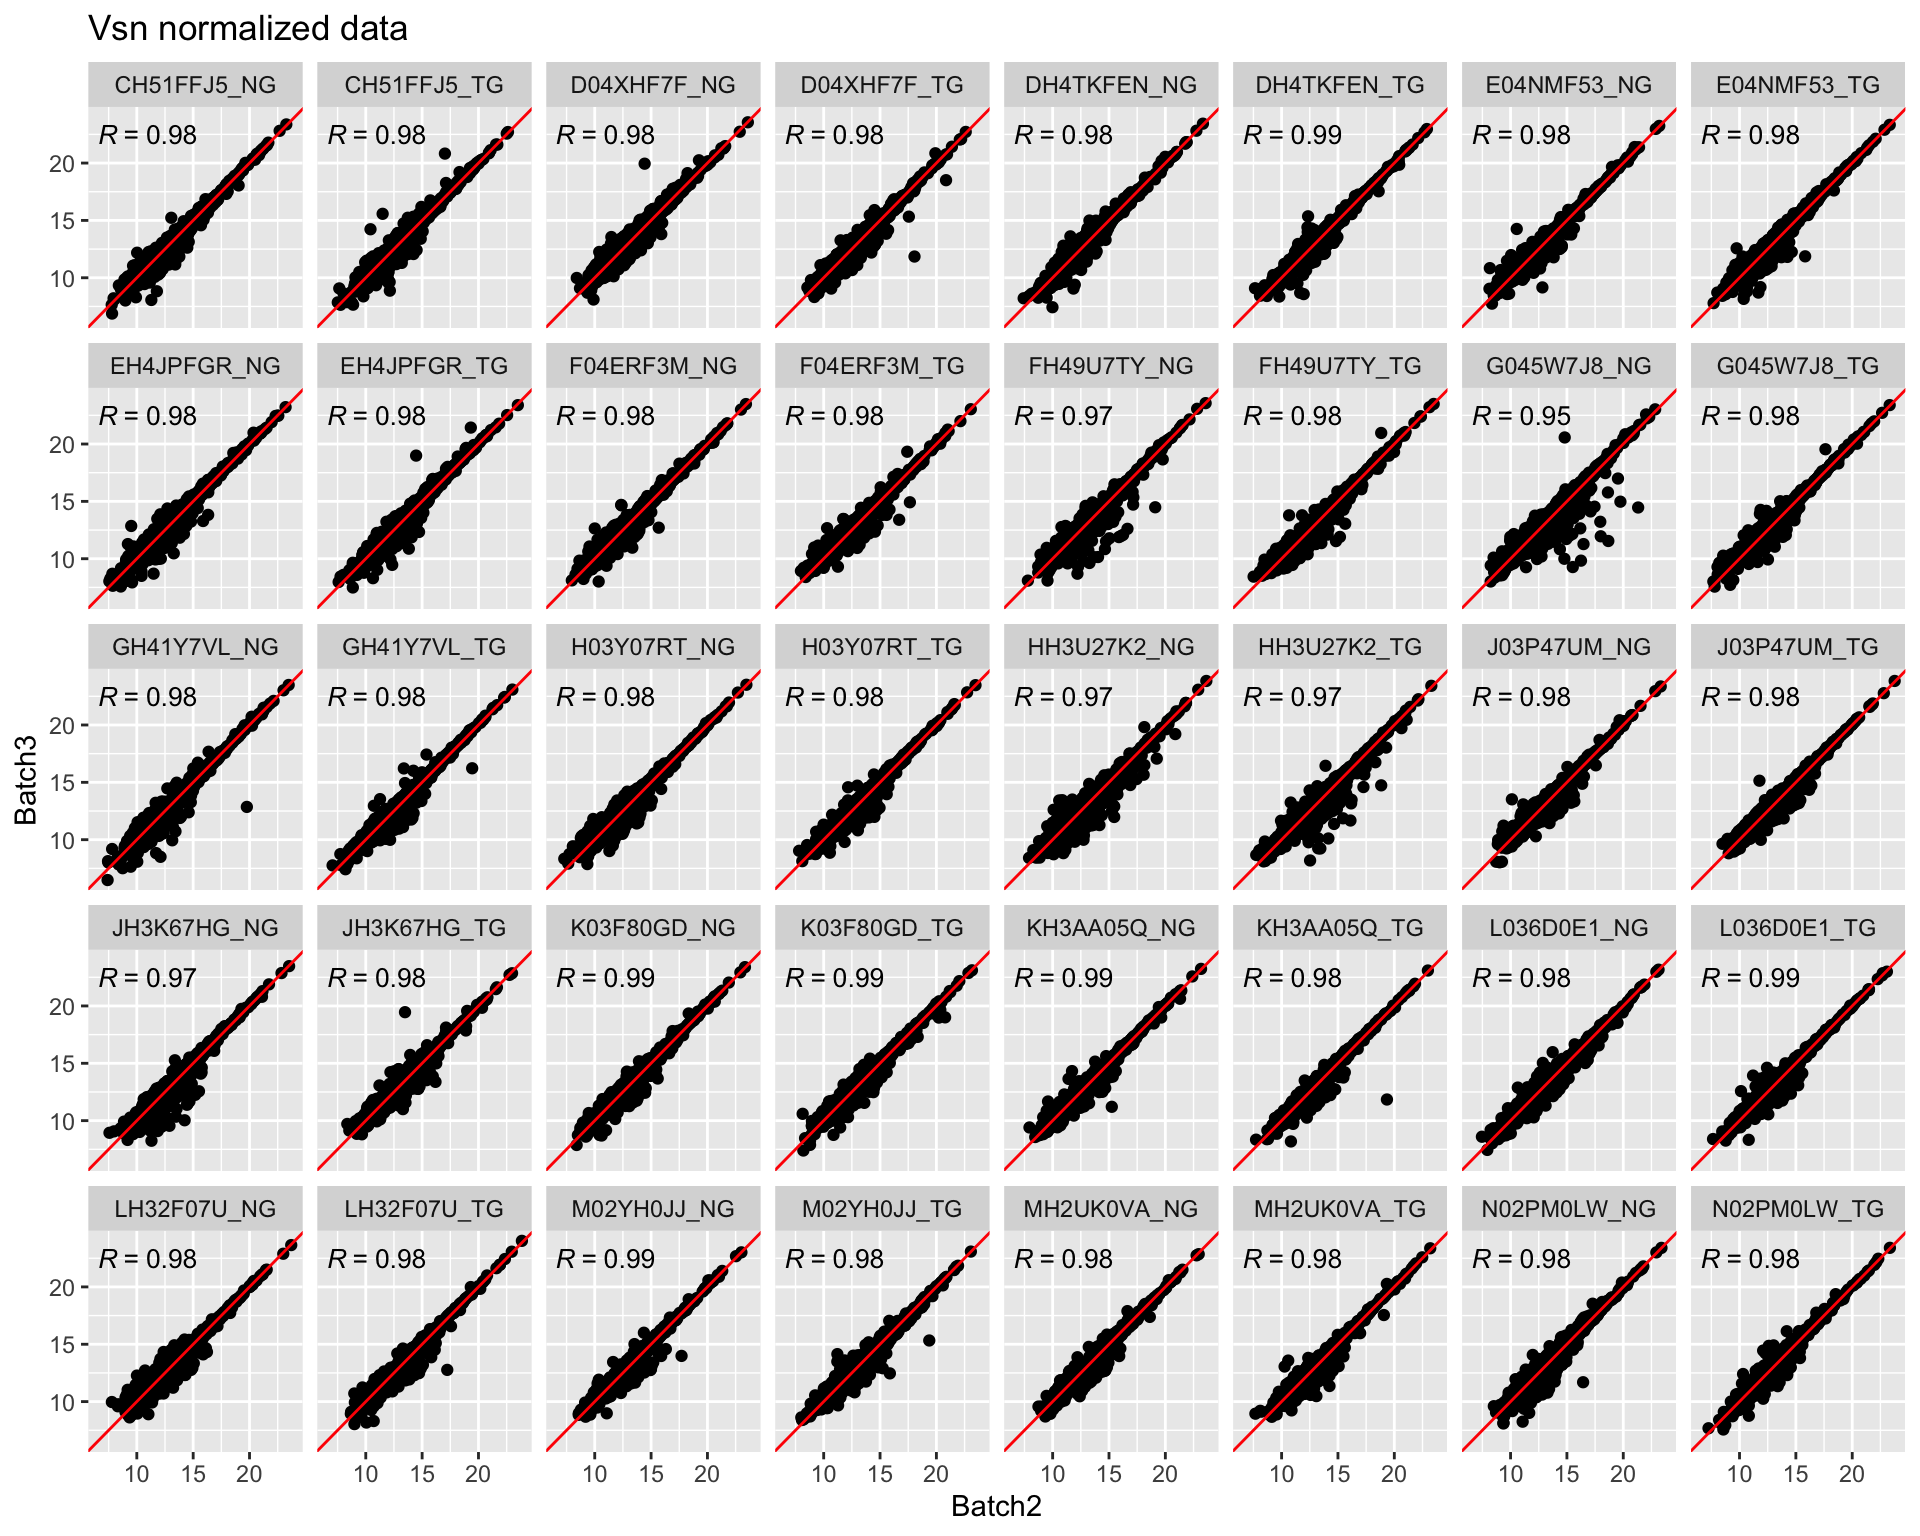 Vsn normalized data
CH51FFJ5_NG CH51FFJ5_TG D04XHF7F_NG D04XHF7F_TG DH4TKFEN_NG DH4TKFEN_TG E04NMF53_NG E04NMF53_TG
R = 0.98 R = 0.98 R = 0.98 R = 0.98 R = 0.98 R = 0.99 R = 0.98 R = 0.98
20
15
10
EH4JPFGR_NG EH4JPFGR_TG F04ERF3M_NG F04ERF3M_TG FH49U7TY_NG FH49U7TY_TG G045W7J8_NG G045W7J8_TG
R = 0.98 R = 0.98 R = 0.98 R = 0.98 R = 0.97 R = 0.98 R = 0.95 R = 0.98
20
15
10
GH41Y7VL_NG GH41Y7VL_TG H03Y07RT_NG H03Y07RT_TG HH3U27K2_NG HH3U27K2_TG J03P47UM_NG J03P47UM_TG
R = 0.98 R = 0.98 R = 0.98 R = 0.98 R = 0.97 R = 0.97 R = 0.98 R = 0.98
20
15
10
Batch3
JH3K67HG_NG JH3K67HG_TG K03F80GD_NG K03F80GD_TG KH3AA05Q_NG KH3AA05Q_TG L036D0E1_NG L036D0E1_TG
R = 0.97 R = 0.98 R = 0.99 R = 0.99 R = 0.99 R = 0.98 R = 0.98 R = 0.99
20
15
10
LH32F07U_NG LH32F07U_TG M02YH0JJ_NG M02YH0JJ_TG MH2UK0VA_NG MH2UK0VA_TG N02PM0LW_NG N02PM0LW_TG
R = 0.98 R = 0.98 R = 0.99 R = 0.98 R = 0.98 R = 0.98 R = 0.98 R = 0.98
20
15
10
10 15 20 10 15 20 10 15 20 10 15 20 10 15 20 10 15 20 10 15 20 10 15 20
Batch2